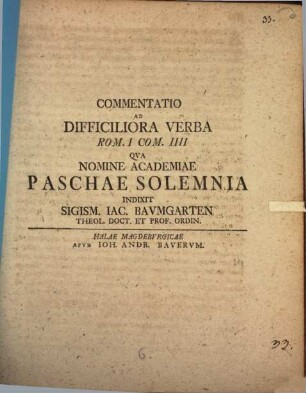 33.
COMMENTATIO
AD
DIFFICILIORA VERBA
ROM. I COM. IIII
QVA
NOMINE ACADEMIAE
PASCHAE SOLEMNIA
INDIXIT
SIGISM. IAC. BAVMGARTEN
THEOL. DOCT. ET PROF. ORDIN.
HALAE MAGDEBVRGICAE
APVD IOH. ANDR. BAVERVM.
6.
32.